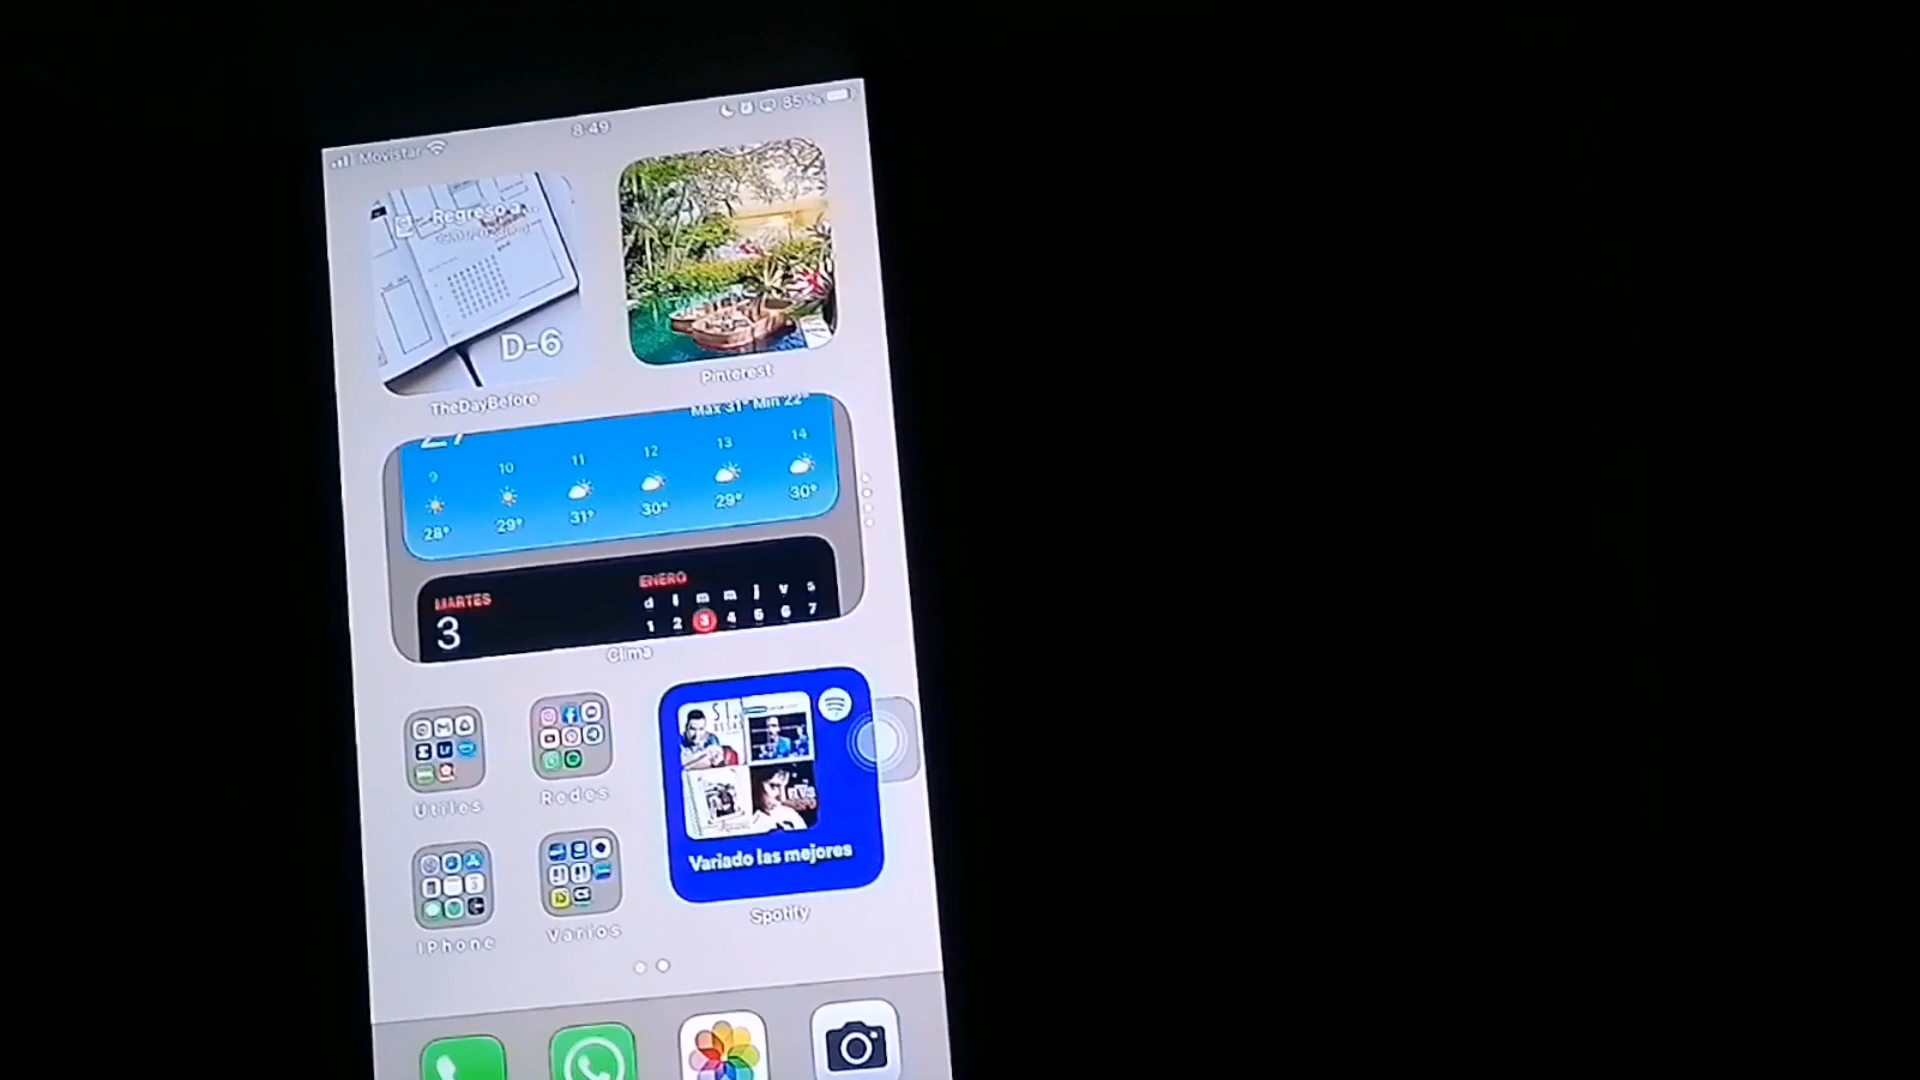 Movistar
8:49
85 %
Regreso a...
D-6
TheDayBefore
Pinterest
27
Max 31° Min 22°
9 10 11 12 13 14
28° 29° 31° 30° 29° 30°
MARTES
3
ENERO
d l m m j v s
1 2 3 4 5 6 7
Clima
Utiles
Redes
IPhone
Varios
Variado las mejores
Spotify